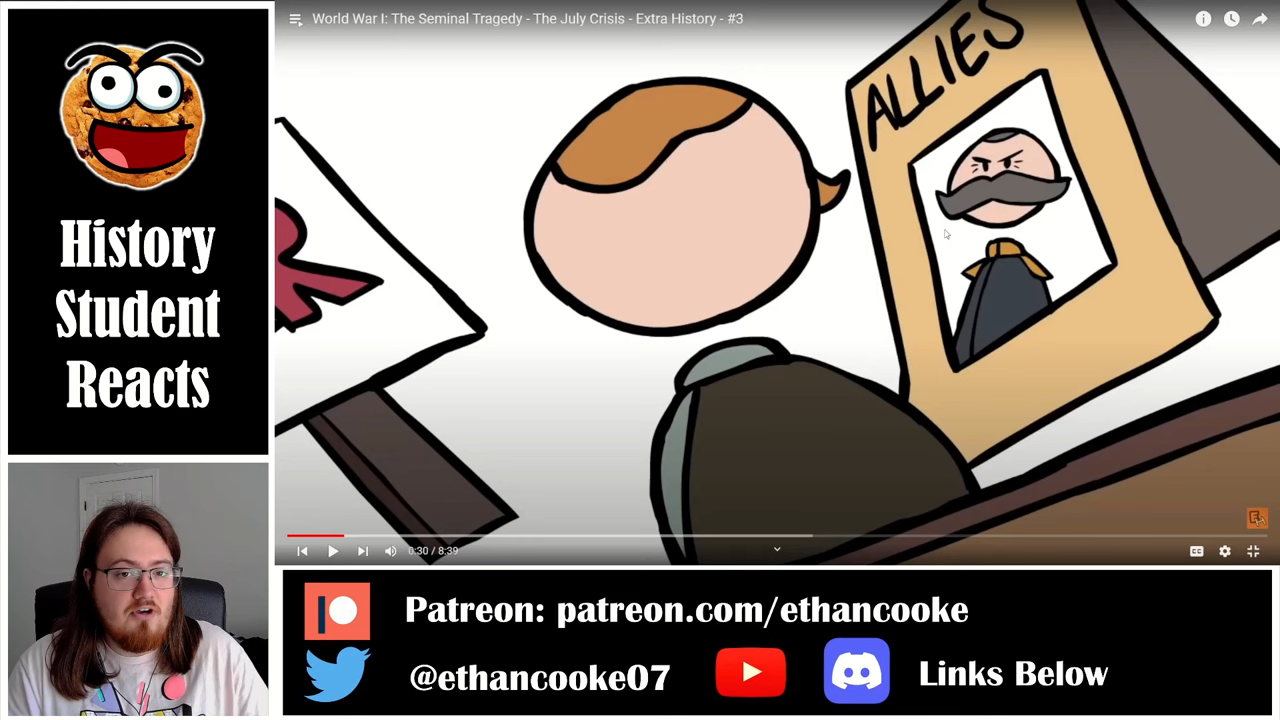 World War I: The Seminal Tragedy - The July Crisis - Extra History - #3
ALLIES
History
Student
Reacts
0:30 / 8:39
CC
Patreon: patreon.com/ethancooke
@ethancooke07
Links Below